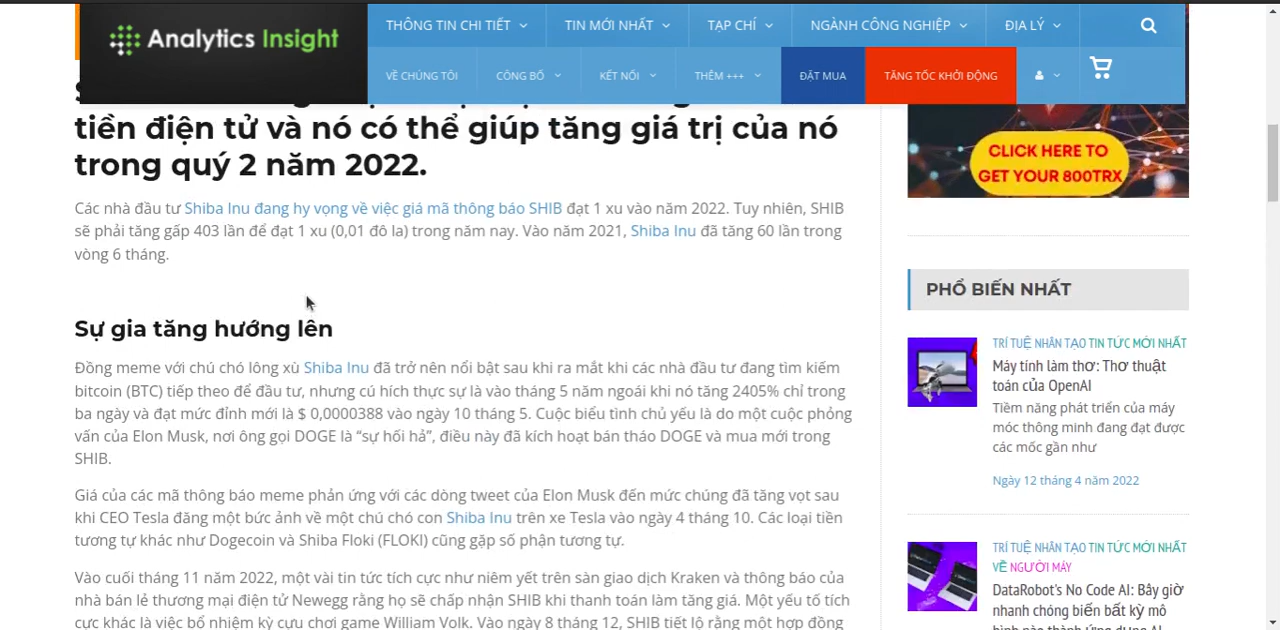 Analytics Insight
THÔNG TIN CHI TIẾT
TIN MỚI NHẤT
TẠP CHÍ
NGÀNH CÔNG NGHIỆP
ĐỊA LÝ
VỀ CHÚNG TÔI
CÔNG BỐ
KẾT NỐI
THÊM +++
ĐẶT MUA
TĂNG TỐC KHỞI ĐỘNG
tiền điện tử và nó có thể giúp tăng giá trị của nó
trong quý 2 năm 2022.
Các nhà đầu tư Shiba Inu đang hy vọng về việc giá mã thông báo SHIB đạt 1 xu vào năm 2022. Tuy nhiên, SHIB
sẽ phải tăng gấp 403 lần để đạt 1 xu (0,01 đô la) trong năm nay. Vào năm 2021, Shiba Inu đã tăng 60 lần trong
vòng 6 tháng.
Sự gia tăng hướng lên
Đồng meme với chú chó lông xù Shiba Inu đã trở nên nổi bật sau khi ra mắt khi các nhà đầu tư đang tìm kiếm
bitcoin (BTC) tiếp theo để đầu tư, nhưng cú hích thực sự là vào tháng 5 năm ngoái khi nó tăng 2405% chỉ trong
ba ngày và đạt mức đỉnh mới là $ 0,0000388 vào ngày 10 tháng 5. Cuộc biểu tình chủ yếu là do một cuộc phỏng
vấn của Elon Musk, nơi ông gọi DOGE là “sự hối hả”, điều này đã kích hoạt bán tháo DOGE và mua mới trong
SHIB.
Giá của các mã thông báo meme phản ứng với các dòng tweet của Elon Musk đến mức chúng đã tăng vọt sau
khi CEO Tesla đăng một bức ảnh về một chú chó con Shiba Inu trên xe Tesla vào ngày 4 tháng 10. Các loại tiền
tương tự khác như Dogecoin và Shiba Floki (FLOKI) cũng gặp số phận tương tự.
Vào cuối tháng 11 năm 2022, một vài tin tức tích cực như niêm yết trên sàn giao dịch Kraken và thông báo của
nhà bán lẻ thương mại điện tử Newegg rằng họ sẽ chấp nhận SHIB khi thanh toán làm tăng giá. Một yếu tố tích
cực khác là việc bổ nhiệm kỳ cựu chơi game William Volk. Vào ngày 8 tháng 12, SHIB tiết lộ rằng một hợp đồng
CLICK HERE TO
GET YOUR 800TRX
PHỔ BIẾN NHẤT
TRÍ TUỆ NHÂN TẠO TIN TỨC MỚI NHẤT
Máy tính làm thơ: Thơ thuật
toán của OpenAI
Tiềm năng phát triển của máy
móc thông minh đang đạt được
các mốc gần như
Ngày 12 tháng 4 năm 2022
TRÍ TUỆ NHÂN TẠO TIN TỨC MỚI NHẤT
VỀ NGƯỜI MÁY
DataRobot's No Code AI: Bây giờ
nhanh chóng biến bất kỳ mô